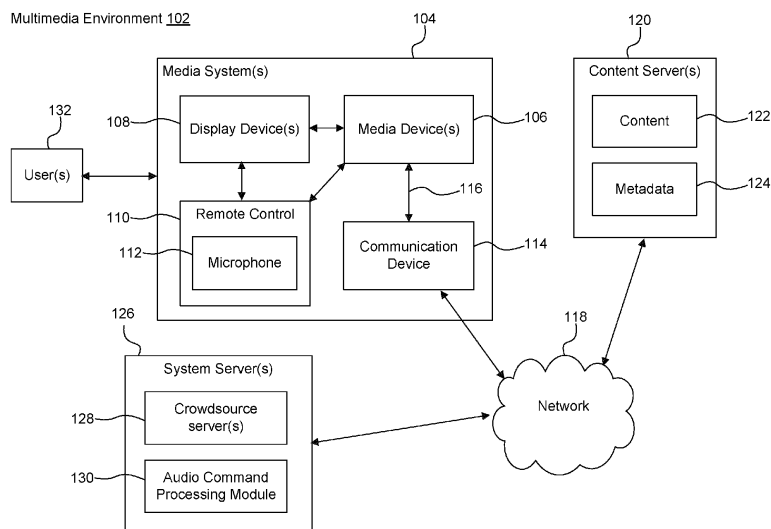 Multimedia Environment 102
104
120
Media System(s)
Content Server(s)
132
108
Display Device(s)
Media Device(s)
106
Content
122
User(s)
116
Metadata
124
110
Remote Control
112
Microphone
Communication
Device
114
126
118
System Server(s)
128
Crowdsource
server(s)
Network
130
Audio Command
Processing Module